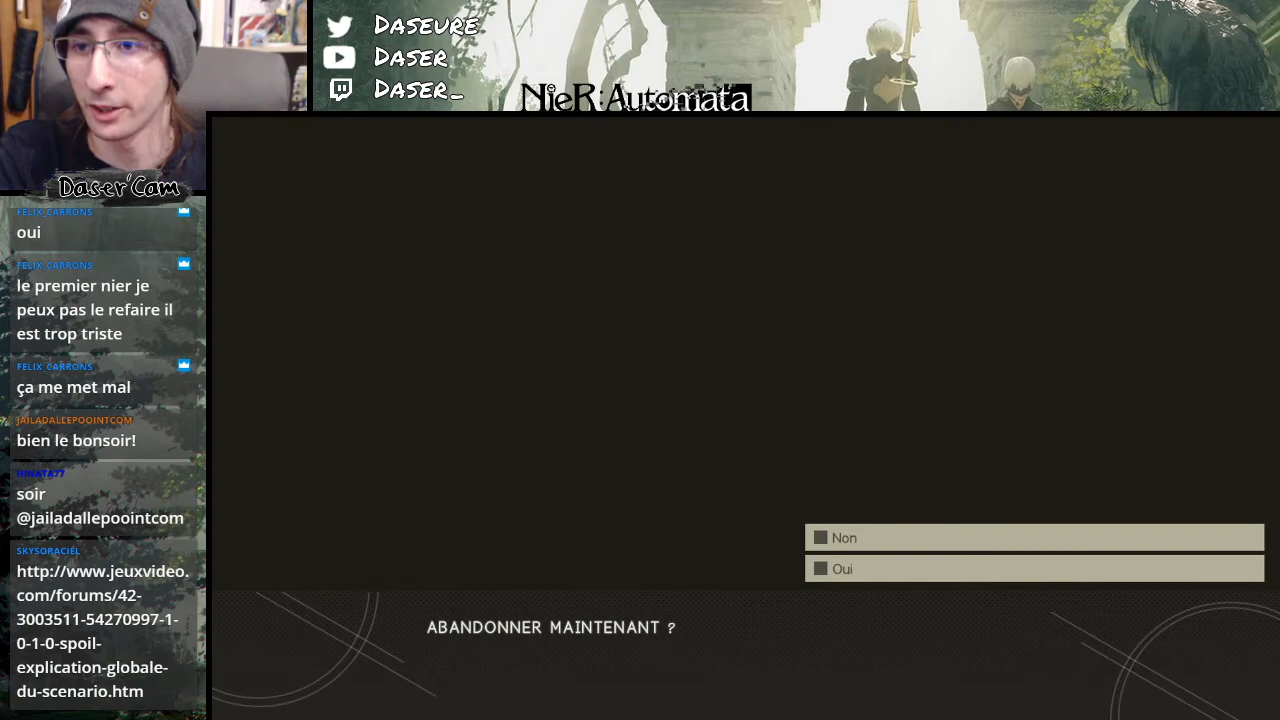 Daseure
Daser
Daser_
NieR:Automata
Daser'Cam
FELIX_CARRONS
oui
FELIX_CARRONS
le premier nier je
peux pas le refaire il
est trop triste
FELIX_CARRONS
ça me met mal
JAILADALLEPOOINTCOM
bien le bonsoir!
HINATA77
soir
@jailadallepoointcom
SKYSORACIEL
http://www.jeuxvideo.
com/forums/42-
3003511-54270997-1-
0-1-0-spoil-
explication-globale-
du-scenario.htm
Non
Oui
ABANDONNER MAINTENANT ?